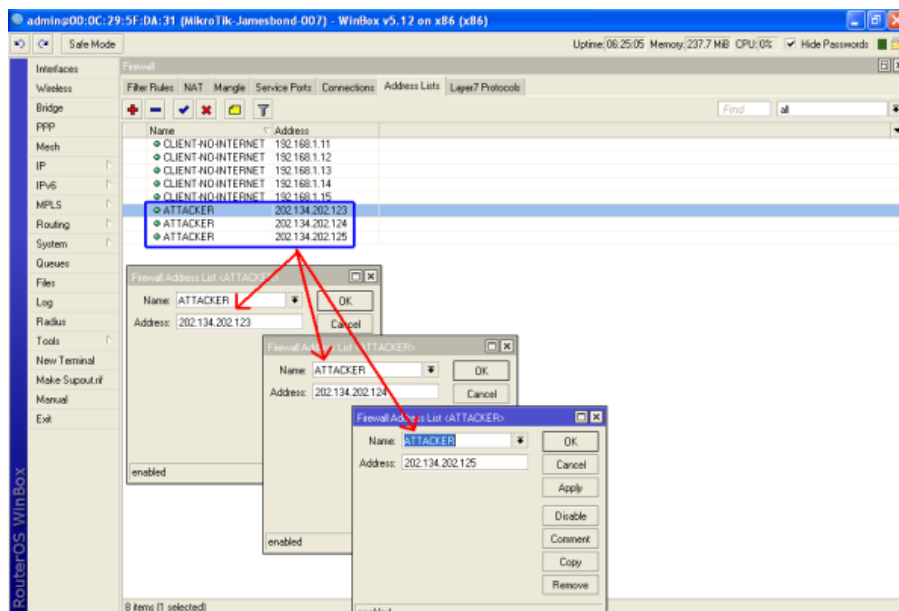 admin@00:0C:29:5F:DA:31 (MikroTik-Jamesbond-007) - WinBox v5.12 on x86 (x86)
Safe Mode
Uptime: 06:25:05 Memory: 237.7 MiB CPU: 0% Hide Passwords
Interfaces
Wireless
Bridge
PPP
Mesh
IP
IPv6
MPLS
Routing
System
Queues
Files
Log
Radius
Tools
New Terminal
Make Supout.rif
Manual
Exit
RouterOS WinBox
Firewall
Filter Rules NAT Mangle Service Ports Connections Address Lists Layer7 Protocols
Find all
Name Address
CLIENT-NO-INTERNET 192.168.1.11
CLIENT-NO-INTERNET 192.168.1.12
CLIENT-NO-INTERNET 192.168.1.13
CLIENT-NO-INTERNET 192.168.1.14
CLIENT-NO-INTERNET 192.168.1.15
ATTACKER 202.134.202.123
ATTACKER 202.134.202.124
ATTACKER 202.134.202.125
Firewall Address List <ATTACKER>
Name: ATTACKER OK
Address: 202.134.202.123 Cancel
enabled
Firewall Address List <ATTACKER>
Name: ATTACKER OK
Address: 202.134.202.124 Cancel
enabled
Firewall Address List <ATTACKER>
Name: ATTACKER OK
Address: 202.134.202.125 Cancel
Apply
Disable
Comment
Copy
Remove
enabled
8 items (1 selected)